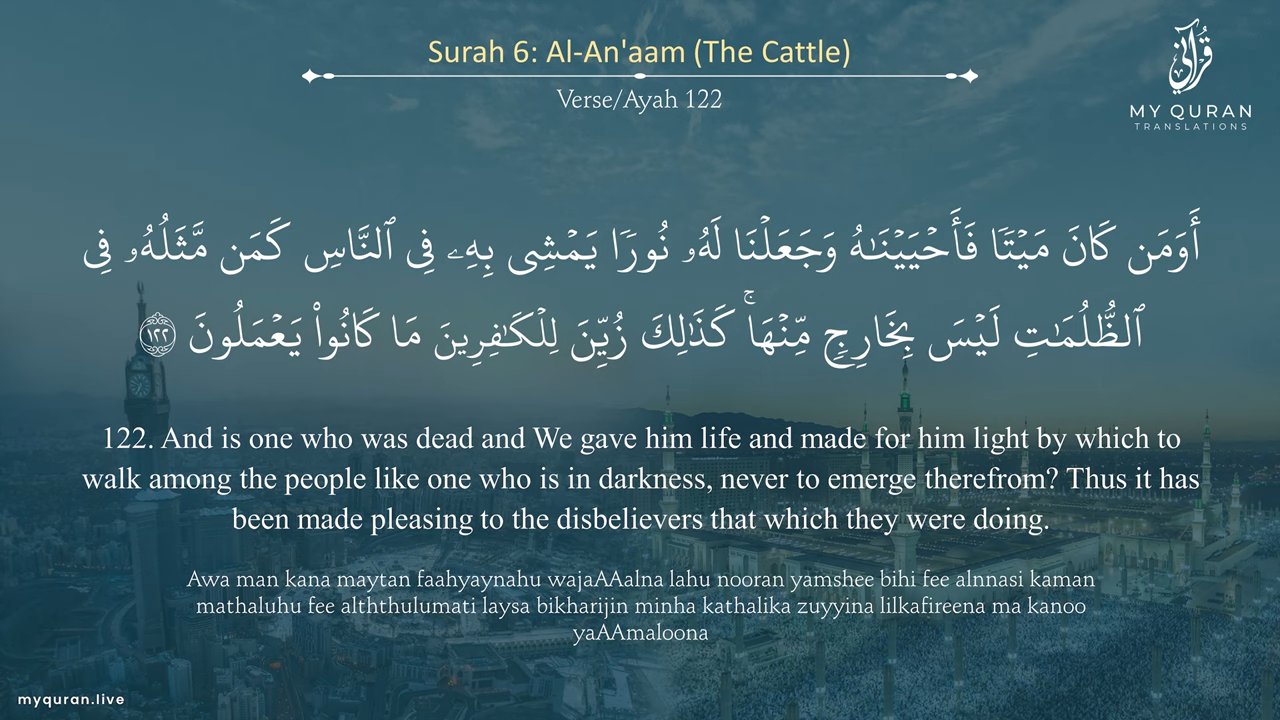 Surah 6: Al-An'aam (The Cattle)
Verse/Ayah 122
قرآني
MY QURAN
TRANSLATIONS
أَوَمَن كَانَ مَيْتًا فَأَحْيَيْنَـٰهُ وَجَعَلْنَا لَهُۥ نُورًا يَمْشِى بِهِۦ فِى ٱلنَّاسِ كَمَن مَّثَلُهُۥ فِى
ٱلظُّلُمَـٰتِ لَيْسَ بِخَارِجٍ مِّنْهَا ۚ كَذَٰلِكَ زُيِّنَ لِلْكَـٰفِرِينَ مَا كَانُوا۟ يَعْمَلُونَ ١٢٢
122. And is one who was dead and We gave him life and made for him light by which to
walk among the people like one who is in darkness, never to emerge therefrom? Thus it has
been made pleasing to the disbelievers that which they were doing.
Awa man kana maytan faahyaynahu wajaAAalna lahu nooran yamshee bihi fee alnnasi kaman
mathaluhu fee alththulumati laysa bikharijin minha kathalika zuyyina lilkafireena ma kanoo
yaAAmaloona
myquran.live